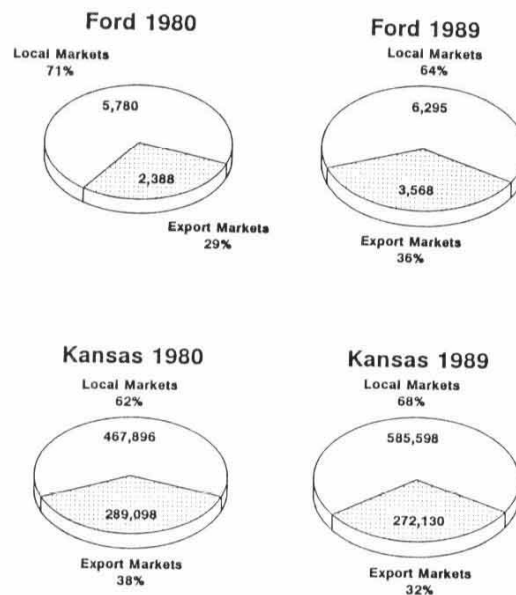 Ford 1980
Local Markets
71%
5,780
2,388
Export Markets
29%
Ford 1989
Local Markets
64%
6,295
3,568
Export Markets
36%
Kansas 1980
Local Markets
62%
467,896
289,098
Export Markets
38%
Kansas 1989
Local Markets
68%
585,598
272,130
Export Markets
32%